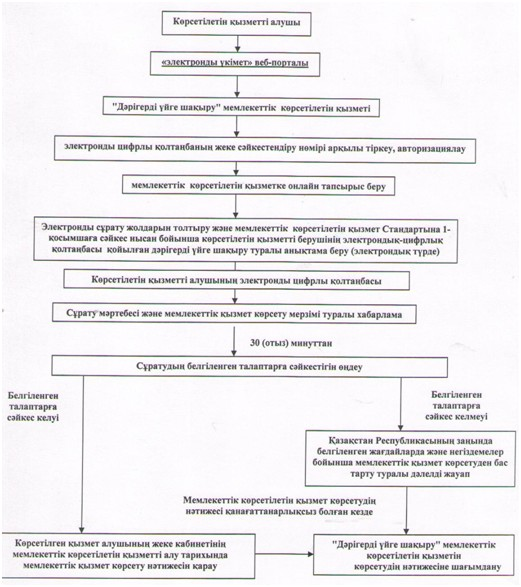 Көрсетілетін қызметті алушы
«электронды үкімет» веб-порталы
"Дәрігерді үйге шақыру" мемлекеттік көрсетілетін қызметі
электронды цифрлы қолтаңбаның жеке сәйкестендіру нөмірі арқылы тіркеу, авторизациялау
мемлекеттік көрсетілетін қызметке онлайн тапсырыс беру
Электронды сұрату жолдарын толтыру және мемлекеттік көрсетілетін қызмет Стандартына 1-
қосымшаға сәйкес нысан бойынша көрсетілетін қызметті берушінің электрондық-цифрлық
қолтаңбасы қойылған дәрігерді үйге шақыру туралы анықтама беру (электрондық түрде)
Көрсетілетін қызметті алушының электронды цифрлы қолтаңбасы
Сұрату мәртебесі және мемлекеттік қызмет көрсету мерзімі туралы хабарлама
30 (отыз) минуттан
Сұратудың белгіленген талаптарға сәйкестігін өңдеу
Белгіленген
талаптарға
сәйкес келуі
Белгіленген
талаптарға
сәйкес келмеуі
Қазақстан Республикасының заңында
белгіленген жағдайларда және негіздемелер
бойынша мемлекеттік қызмет көрсетуден бас
тарту туралы дәлелді жауап
Мемлекеттік көрсетілетін қызмет көрсетудің
нәтижесі қанағаттанарлықсыз болған кезде
Көрсетілген қызмет алушының жеке кабинетінің
мемлекеттік көрсетілетін қызметті алу тарихында
мемлекеттік қызмет көрсету нәтижесін қарау
"Дәрігерді үйге шақыру" мемлекеттік
көрсетілетін қызметін
көрсетудің нәтижесіне шағымдану